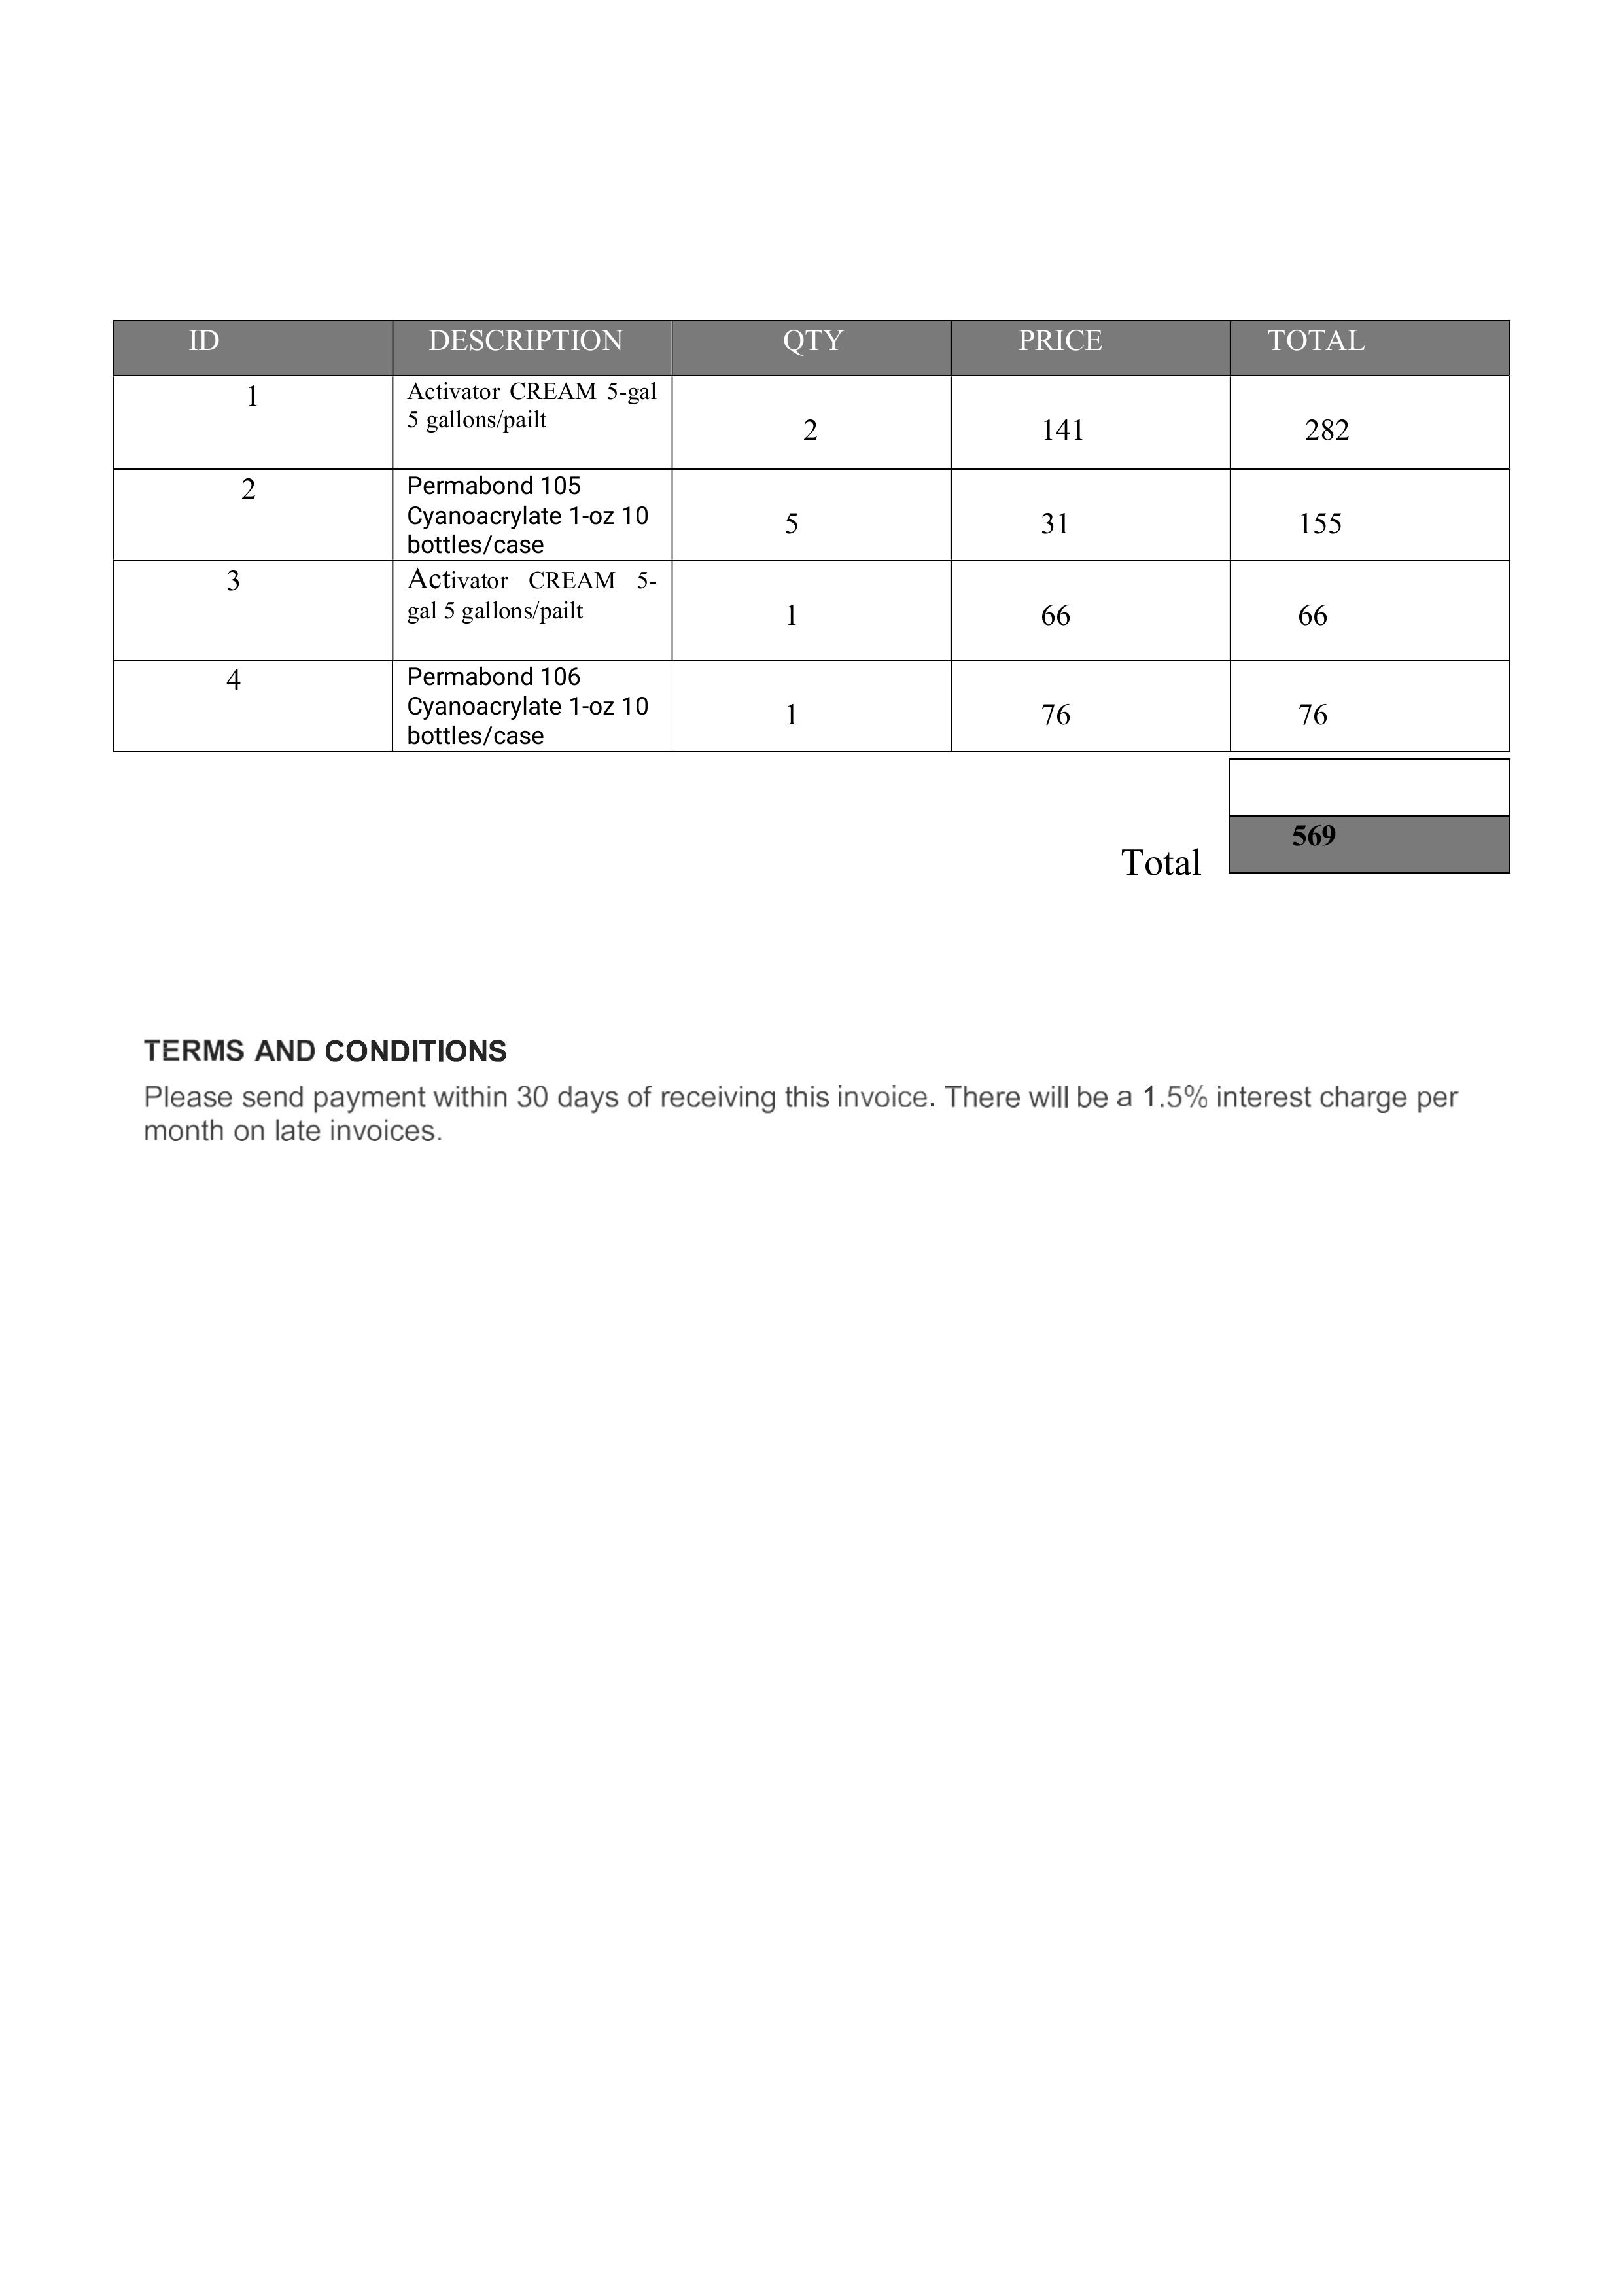 ID DESCRIPTION QTY PRICE TOTAL
1 Activator CREAM 5-gal
5 gallons/pailt
2 141 282
2 Permabond 105
Cyanoacrylate 1-oz 10
bottles/case
5 31 155
3 Activator CREAM 5-
gal 5 gallons/pailt
1 66 66
4 Permabond 106
Cyanoacrylate 1-oz 10
bottles/case
1 76 76
569
Total
TERMS AND CONDITIONS
Please send payment within 30 days of receiving this invoice. There will be a 1.5% interest charge per
month on late invoices.